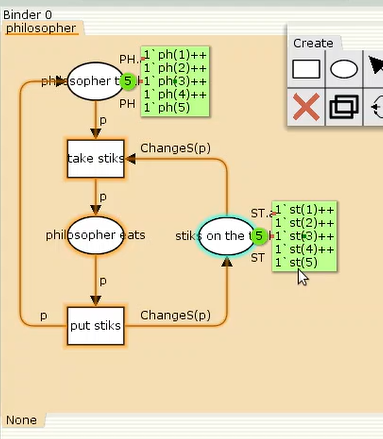 Binder 0
philosopher
Create
PH.
1`ph(1)++
1`ph(2)++
1`ph(3)++
1`ph(4)++
1`ph(5)
philosopher t
5
PH
p
take stiks
ChangeS(p)
p
philosopher eats
ST.
1`st(1)++
1`st(2)++
1`st(3)++
1`st(4)++
1`st(5)
stiks on the t
5
ST
p
p
put stiks
ChangeS(p)
None